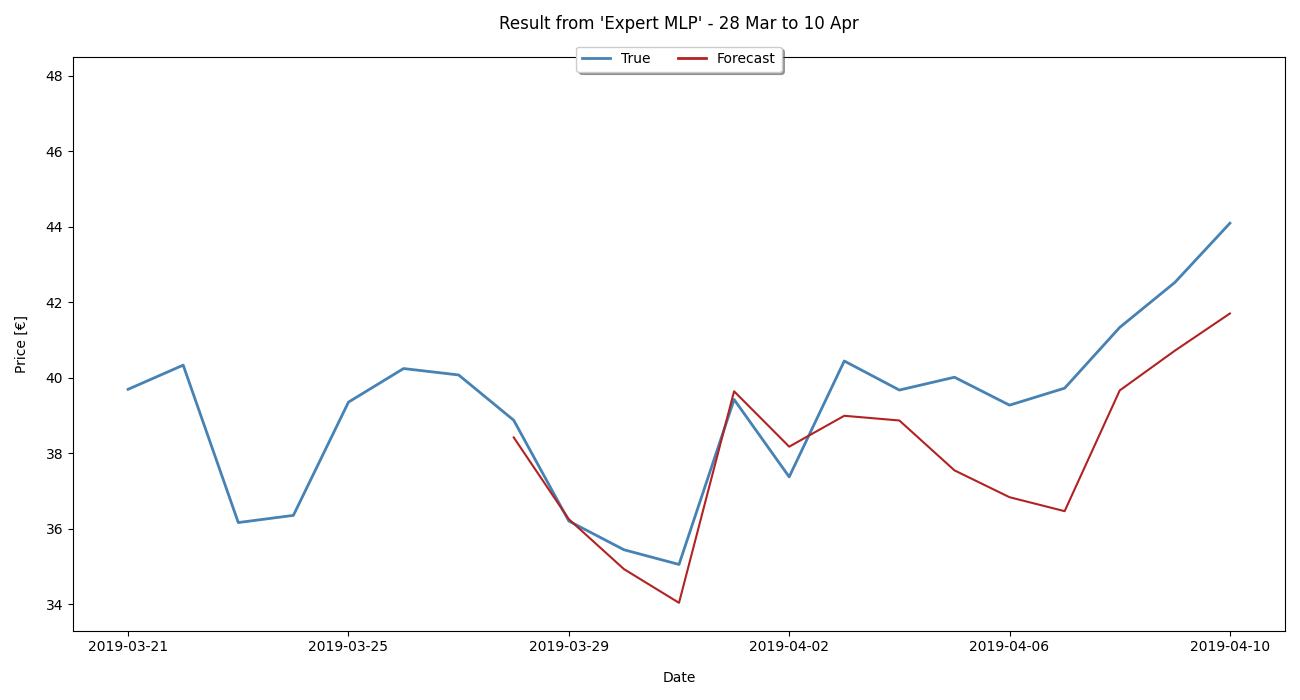 Result from 'Expert MLP' - 28 Mar to 10 Apr
True Forecast
48
46
44
42
40
38
36
34
Price [€]
2019-03-21 2019-03-25 2019-03-29 2019-04-02 2019-04-06 2019-04-10
Date